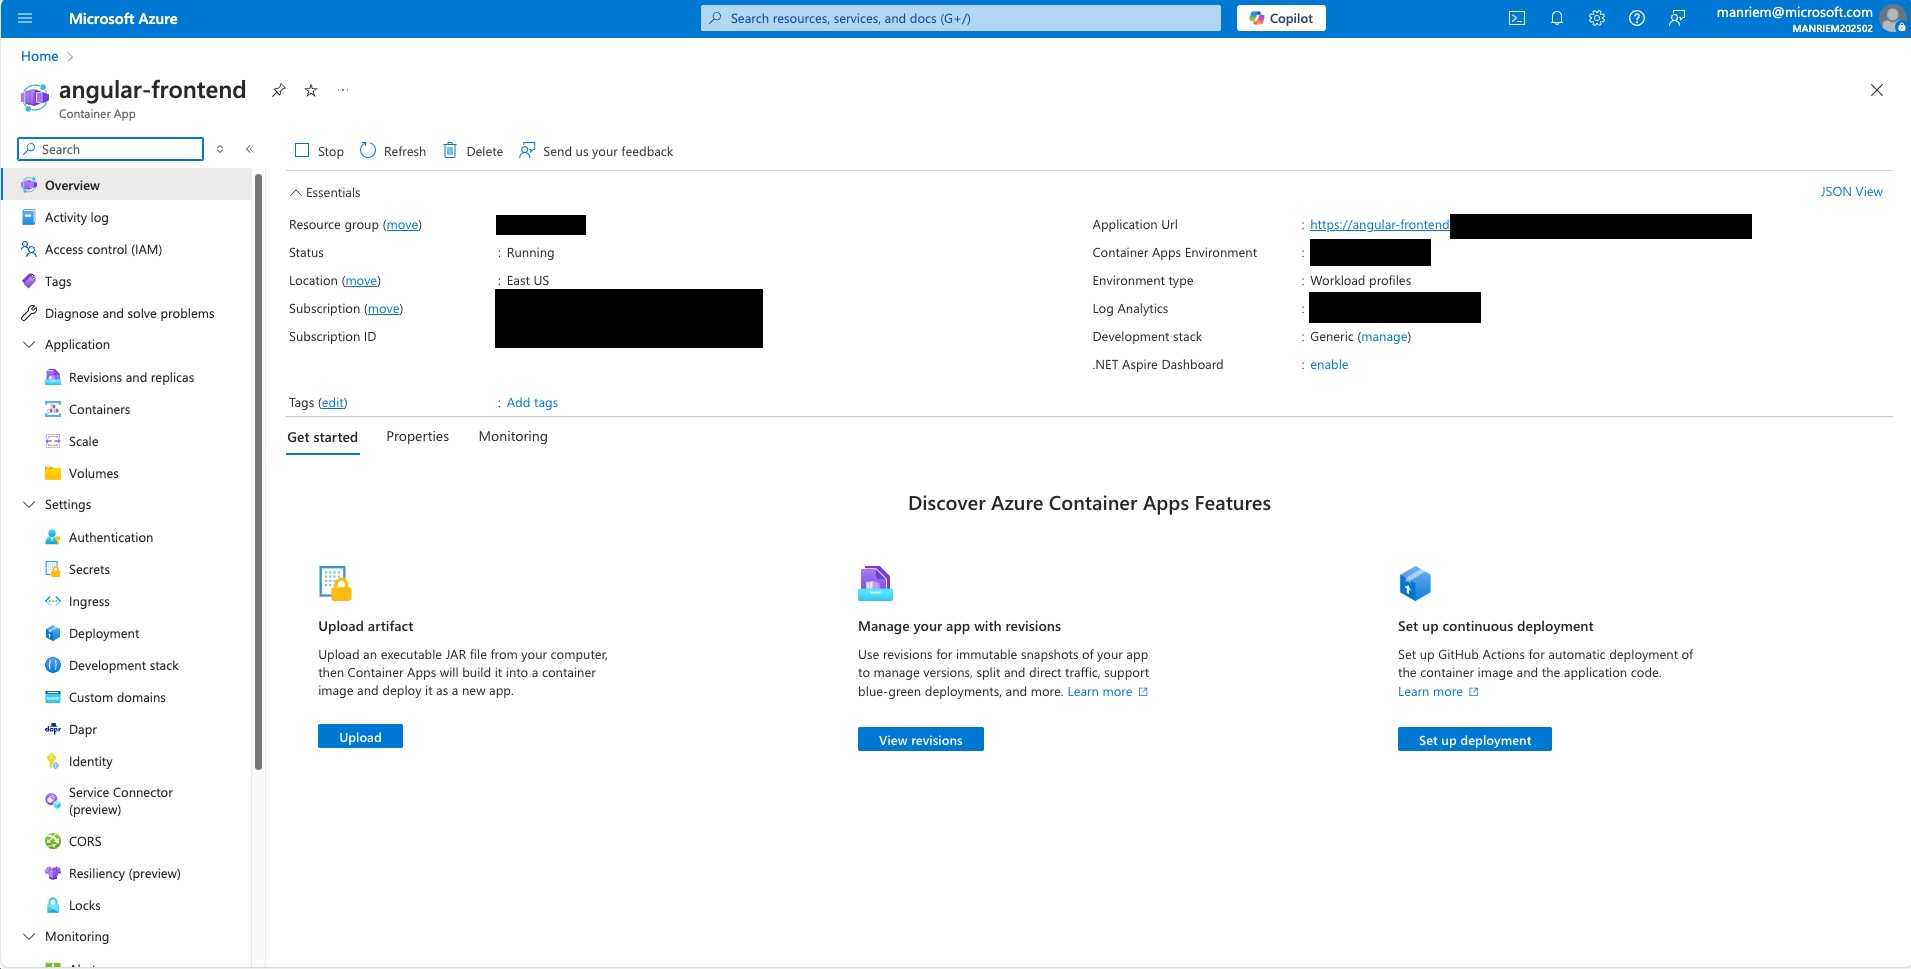 Microsoft Azure
Search resources, services, and docs (G+/)
Copilot
manriem@microsoft.com
MANRIEM202502
Home
angular-frontend
Container App
Search
Stop
Refresh
Delete
Send us your feedback
Overview
Activity log
Access control (IAM)
Tags
Diagnose and solve problems
Application
Revisions and replicas
Containers
Scale
Volumes
Settings
Authentication
Secrets
Ingress
Deployment
Development stack
Custom domains
dapr Dapr
Identity
Service Connector
(preview)
CORS
Resiliency (preview)
Locks
Monitoring
Essentials
JSON View
Resource group (move)
Status : Running
Location (move) : East US
Subscription (move)
Subscription ID
Application Url : https://angular-frontend
Container Apps Environment :
Environment type : Workload profiles
Log Analytics :
Development stack : Generic (manage)
.NET Aspire Dashboard : enable
Tags (edit) : Add tags
Get started
Properties
Monitoring
Discover Azure Container Apps Features
Upload artifact
Upload an executable JAR file from your computer,
then Container Apps will build it into a container
image and deploy it as a new app.
Upload
Manage your app with revisions
Use revisions for immutable snapshots of your app
to manage versions, split and direct traffic, support
blue-green deployments, and more. Learn more
View revisions
Set up continuous deployment
Set up GitHub Actions for automatic deployment of
the container image and the application code.
Learn more
Set up deployment